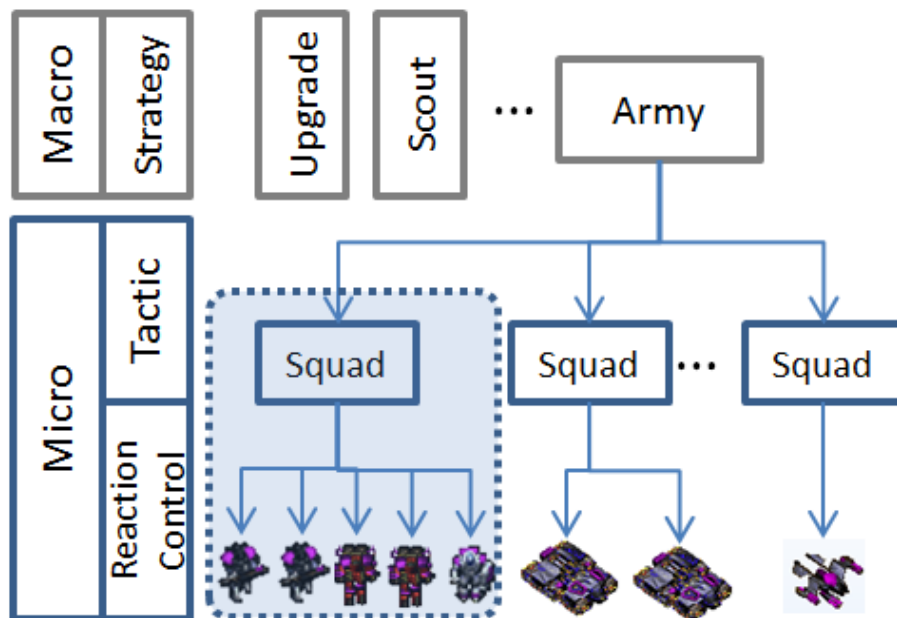 Macro
Strategy
Upgrade
Scout
...
Army
Micro
Tactic
Reaction
Control
Squad
Squad
...
Squad